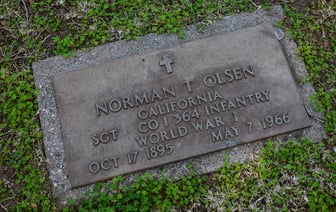 NORMAN T OLSEN
CALIFORNIA
SGT CO I 364 INFANTRY
WORLD WAR I
OCT 17 1895 MAY 7 1966